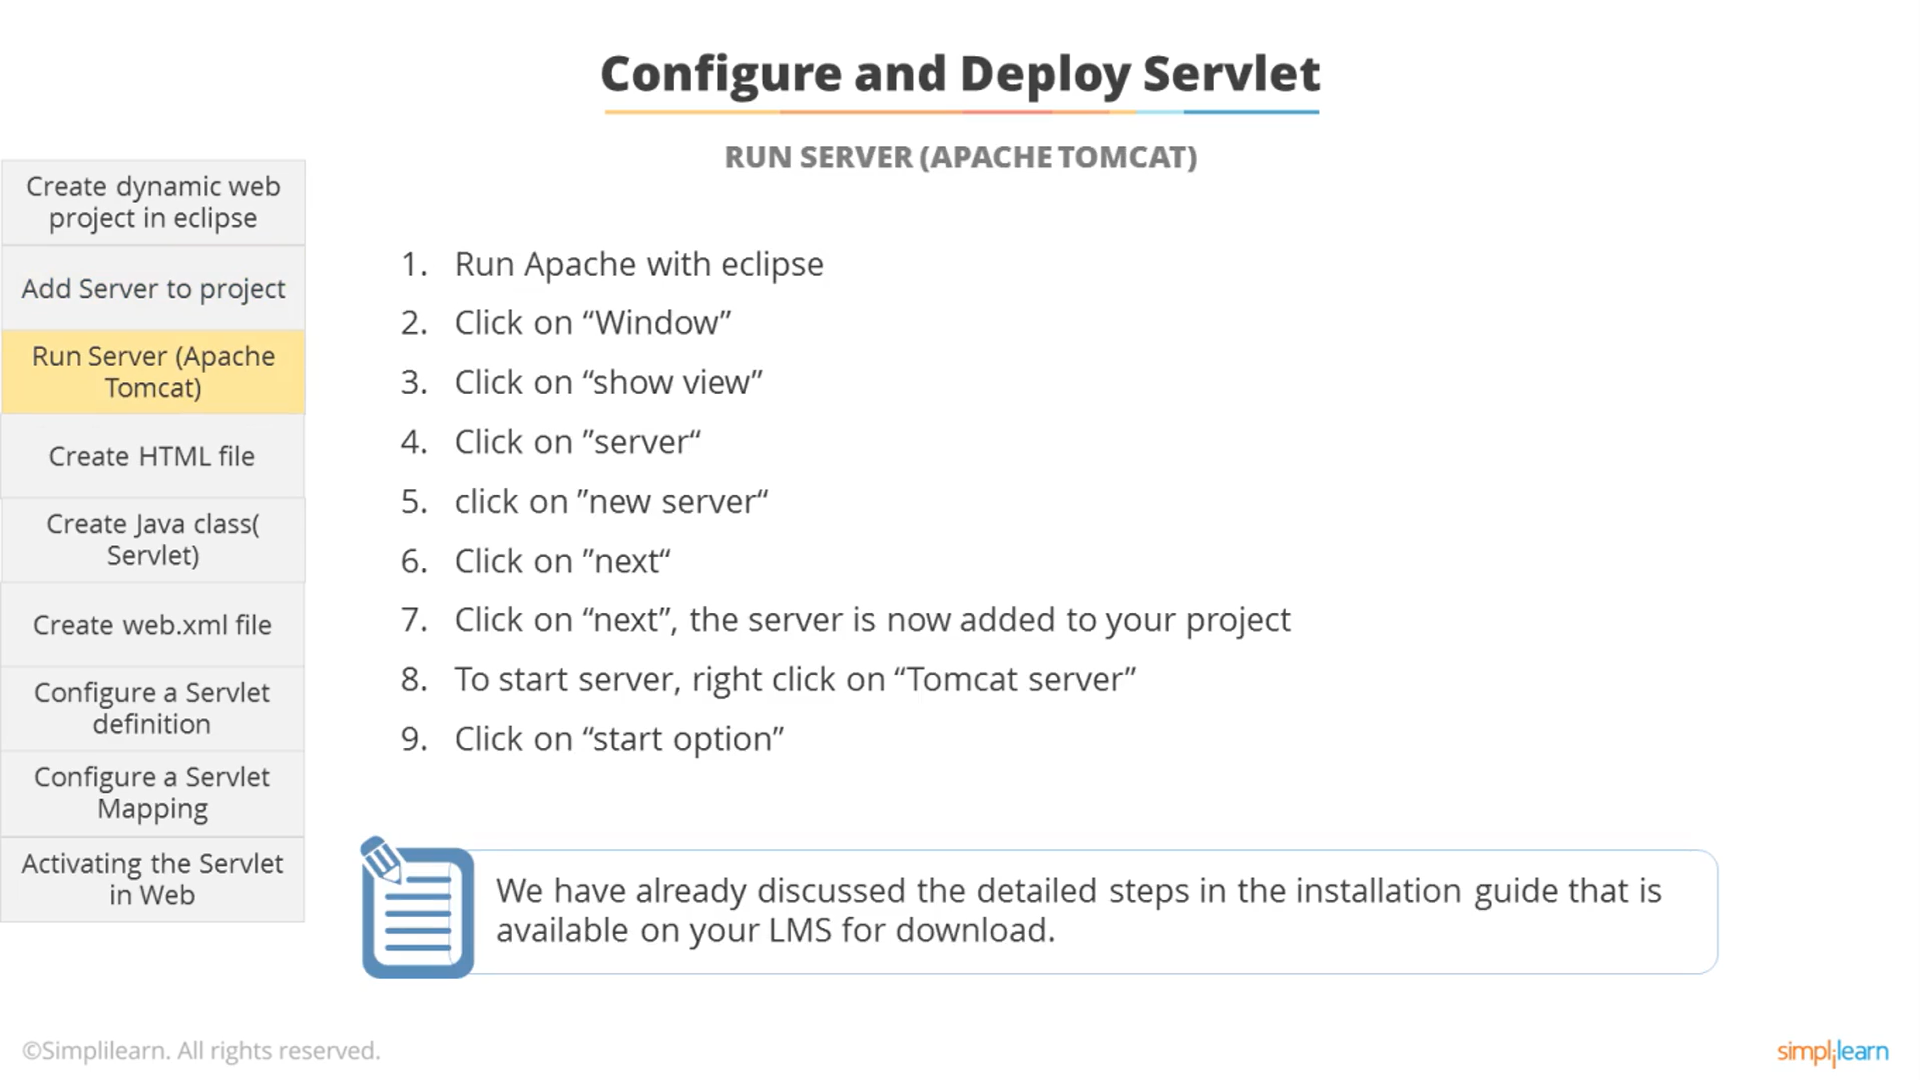 Configure and Deploy Servlet
RUN SERVER (APACHE TOMCAT)
Create dynamic web
project in eclipse
Add Server to project
Run Server (Apache
Tomcat)
Create HTML file
Create Java class(
Servlet)
Create web.xml file
Configure a Servlet
definition
Configure a Servlet
Mapping
Activating the Servlet
in Web
1. Run Apache with eclipse
2. Click on “Window”
3. Click on “show view”
4. Click on ”server“
5. click on ”new server“
6. Click on ”next“
7. Click on “next”, the server is now added to your project
8. To start server, right click on “Tomcat server”
9. Click on “start option”
We have already discussed the detailed steps in the installation guide that is
available on your LMS for download.
©Simplilearn. All rights reserved.
simplilearn